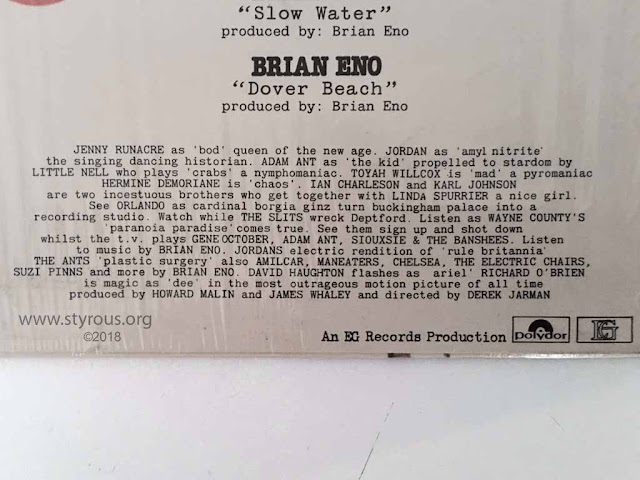 “Slow Water”
produced by: Brian Eno
BRIAN ENO
“Dover Beach”
produced by: Brian Eno
JENNY RUNACRE as 'bod' queen of the new age. JORDAN as 'amyl nitrite'
the singing dancing historian. ADAM ANT as 'the kid' propelled to stardom by
LITTLE NELL who plays 'crabs' a nymphomaniac. TOYAH WILLCOX is 'mad' a pyromaniac
HERMINE DEMORIANE is 'chaos'. IAN CHARLESON and KARL JOHNSON
are two incestuous brothers who get together with LINDA SPURRIER a nice girl.
See ORLANDO as cardinal borgia ginz turn buckingham palace into a
recording studio. Watch while THE SLITS wreck Deptford. Listen as WAYNE COUNTY'S
'paranoia paradise' comes true. See them sign up and shot down
whilst the t.v. plays GENE OCTOBER, ADAM ANT, SIOUXSIE & THE BANSHEES. Listen
to music by BRIAN ENO. JORDANS electric rendition of 'rule britannia'
THE ANTS 'plastic surgery' also AMILCAR, MANEATERS, CHELSEA, THE ELECTRIC CHAIRS,
SUZI PINNS and more by BRIAN ENO. DAVID HAUGHTON flashes as  ariel' RICHARD O'BRIEN
is magic as 'dee' in the most outrageous motion picture of all time
produced by HOWARD MALIN and JAMES WHALEY and directed by DEREK JARMAN
www.styrous.org
©2018
An EG Records Production
polydor
EG